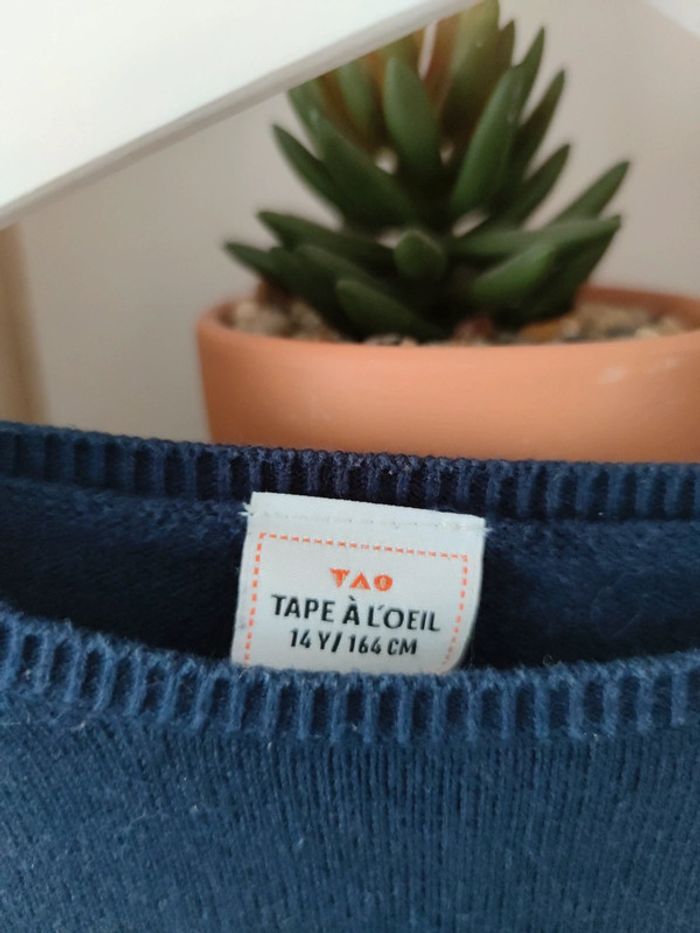 TAO
TAPE À L'OEIL
14 Y/ 164 CM